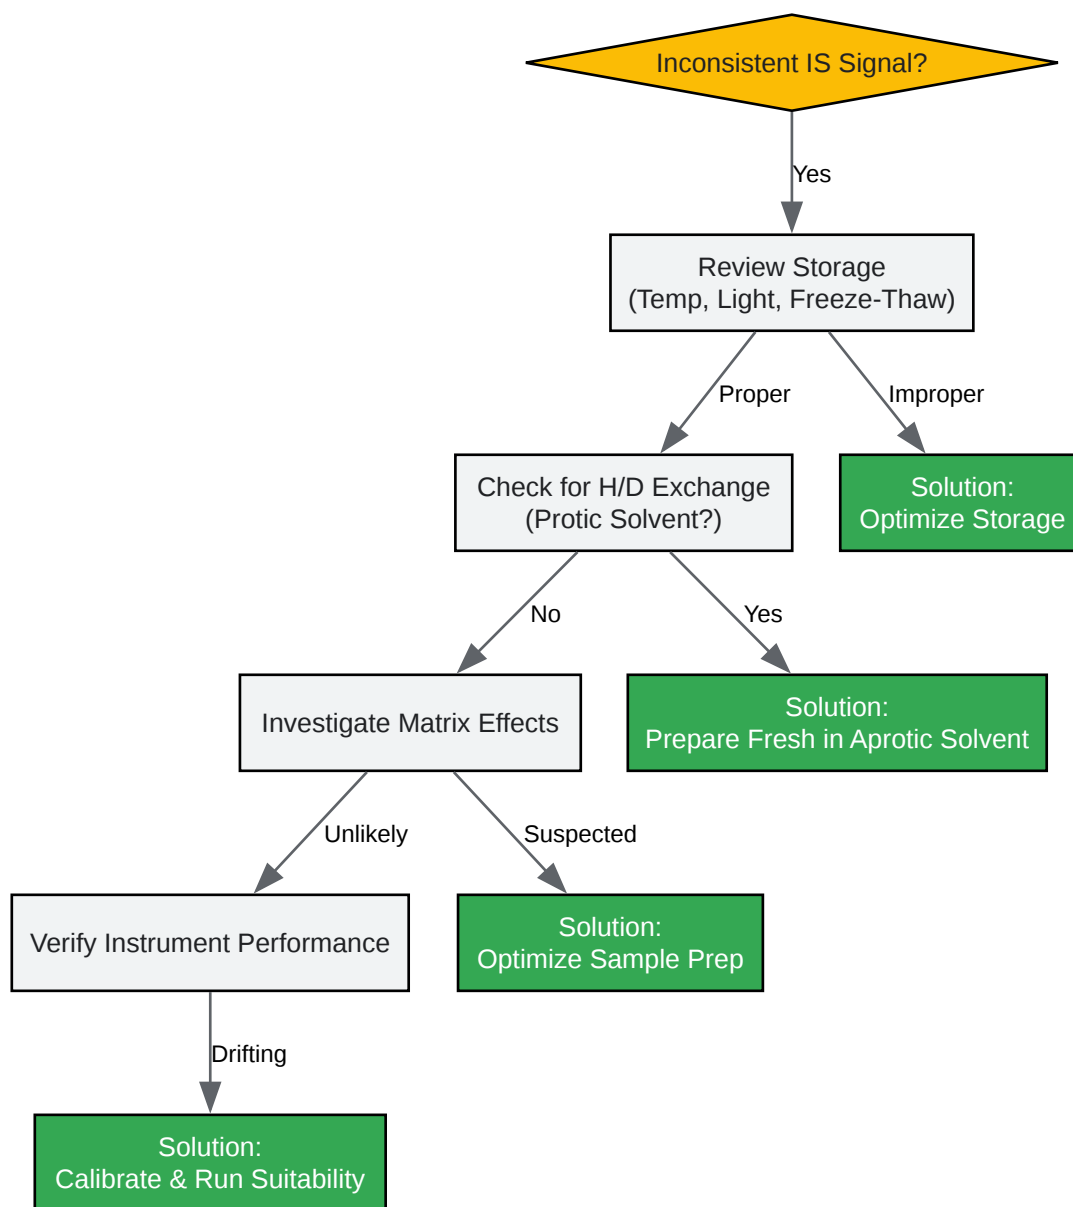 Inconsistent IS Signal?
Yes
Review Storage
(Temp, Light, Freeze-Thaw)
Proper
Improper
Check for H/D Exchange
(Protic Solvent?)
Solution:
Optimize Storage
No
Yes
Investigate Matrix Effects
Solution:
Prepare Fresh in Aprotic Solvent
Unlikely
Suspected
Verify Instrument Performance
Solution:
Optimize Sample Prep
Drifting
Solution:
Calibrate & Run Suitability